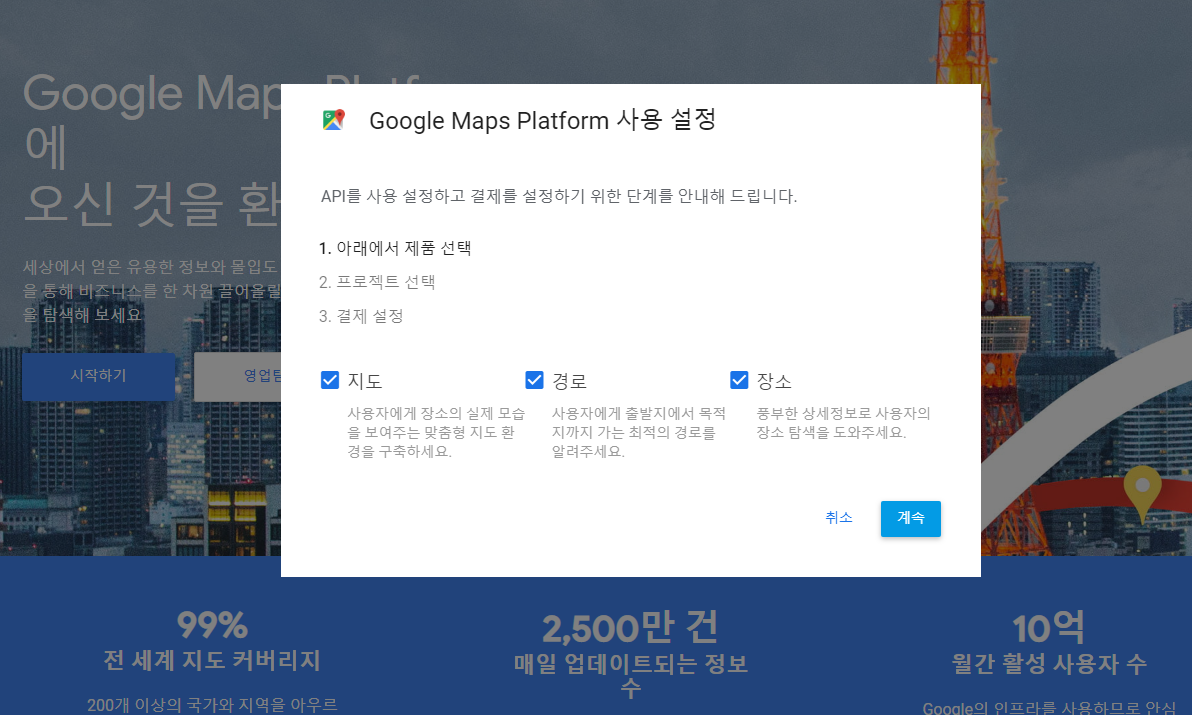 Google Maps Platf
에
오신 것을 환
세상에서 얻은 유용한 정보와 몰입도
을 통해 비즈니스를 한 차원 끌어올릴
을 탐색해 보세요
시작하기
영업팀
Google Maps Platform 사용 설정
API를 사용 설정하고 결제를 설정하기 위한 단계를 안내해 드립니다.
1. 아래에서 제품 선택
2. 프로젝트 선택
3. 결제 설정
지도
사용자에게 장소의 실제 모습
을 보여주는 맞춤형 지도 환
경을 구축하세요.
경로
사용자에게 출발지에서 목적
지까지 가는 최적의 경로를
알려주세요.
장소
풍부한 상세정보로 사용자의
장소 탐색을 도와주세요.
취소
계속
99%
전 세계 지도 커버리지
200개 이상의 국가와 지역을 아우르
2,500만 건
매일 업데이트되는 정보
수
10억
월간 활성 사용자 수
Google의 인프라를 사용하므로 안심